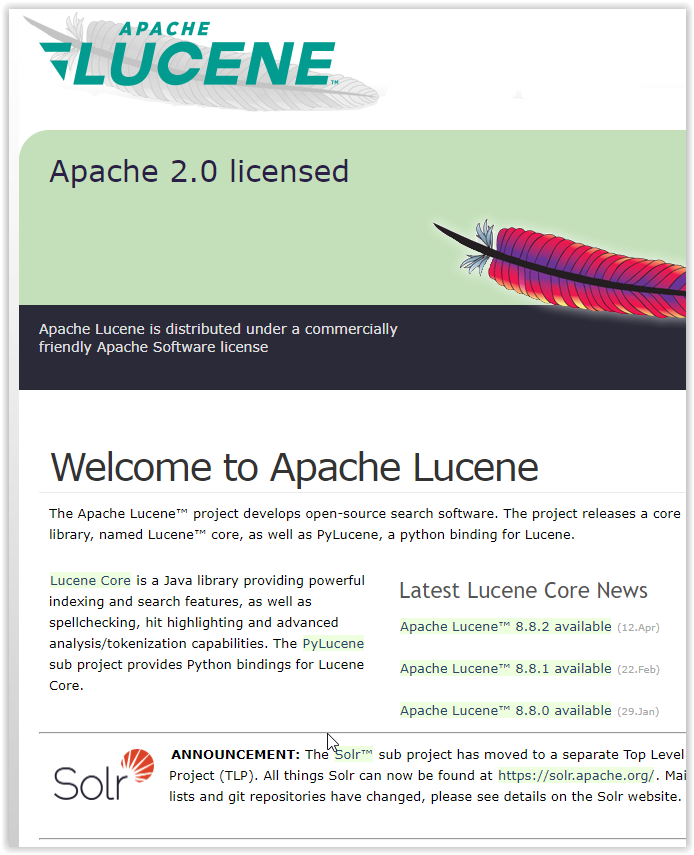 APACHE
LUCENE™
Apache 2.0 licensed
Apache Lucene is distributed under a commercially
friendly Apache Software license
Welcome to Apache Lucene
The Apache Lucene™ project develops open-source search software. The project releases a core
library, named Lucene™ core, as well as PyLucene, a python binding for Lucene.
Lucene Core is a Java library providing powerful
indexing and search features, as well as
spellchecking, hit highlighting and advanced
analysis/tokenization capabilities. The PyLucene
sub project provides Python bindings for Lucene
Core.
Latest Lucene Core News
Apache Lucene™ 8.8.2 available (12.Apr)
Apache Lucene™ 8.8.1 available (22.Feb)
Apache Lucene™ 8.8.0 available (29.Jan)
Solr
ANNOUNCEMENT: The Solr™ sub project has moved to a separate Top Level
Project (TLP). All things Solr can now be found at https://solr.apache.org/. Mai
lists and git repositories have changed, please see details on the Solr website.